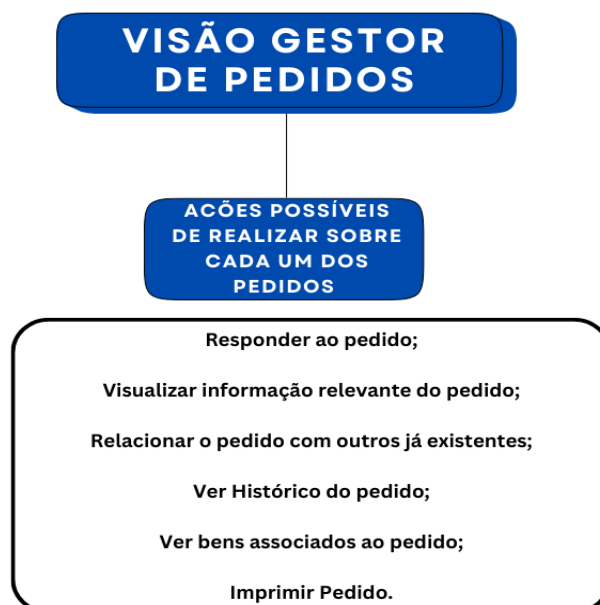 VISÃO GESTOR
DE PEDIDOS
ACÕES POSSÍVEIS
DE REALIZAR SOBRE
CADA UM DOS
PEDIDOS
Responder ao pedido;
Visualizar informação relevante do pedido;
Relacionar o pedido com outros já existentes;
Ver Histórico do pedido;
Ver bens associados ao pedido;
Imprimir Pedido.